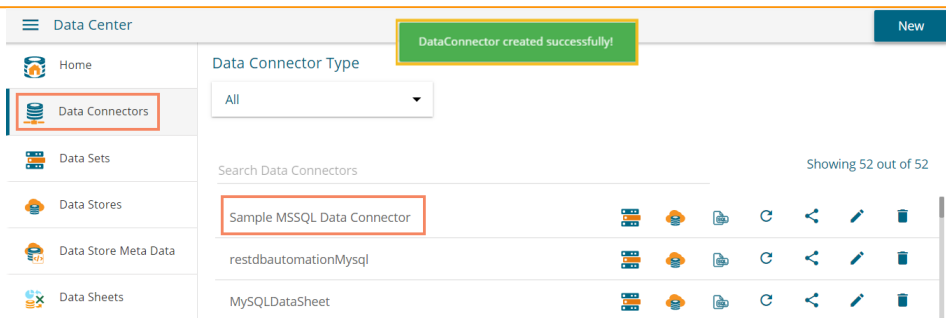 Data Center
DataConnector created successfully!
New
Home
Data Connectors
Data Sets
Data Stores
Data Store Meta Data
Data Sheets
Data Connector Type
All
Search Data Connectors
Showing 52 out of 52
Sample MSSQL Data Connector
restdbautomationMysql
MySQLDataSheet